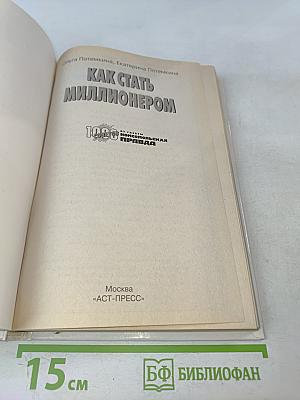 Ольга Потемкина, Екатерина Потемкина
КАК СТАТЬ
МИЛЛИОНЕРОМ
1000
КОМСОМОЛЬСКАЯ
ПРАВДА
Москва
«АСТ-ПРЕСС»
15 см
БФ БИБЛИОФАН